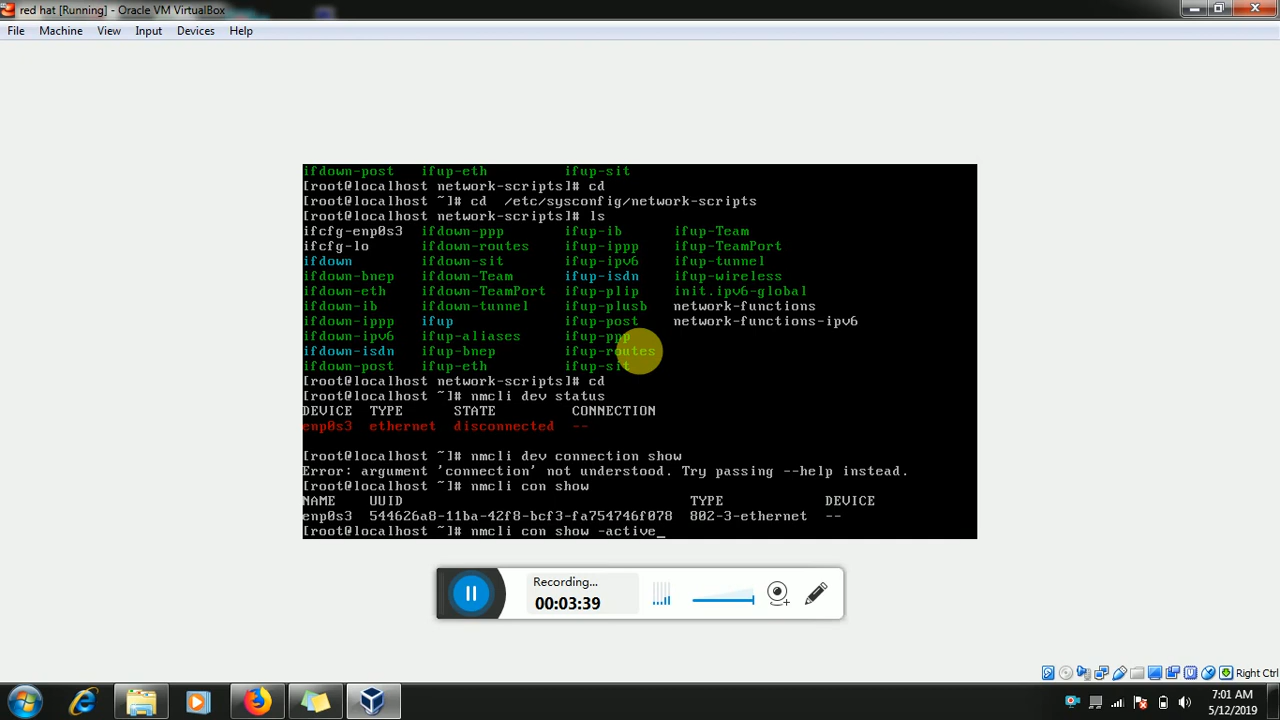 red hat [Running] - Oracle VM VirtualBox
File Machine View Input Devices Help
ifdown-post ifup-eth ifup-sit
[root@localhost network-scripts]# cd
[root@localhost ~]# cd /etc/sysconfig/network-scripts
[root@localhost network-scripts]# ls
ifcfg-enp0s3 ifdown-ppp ifup-ib ifup-Team
ifcfg-lo ifdown-routes ifup-ippp ifup-TeamPort
ifdown ifdown-sit ifup-ipv6 ifup-tunnel
ifdown-bnep ifdown-Team ifup-isdn ifup-wireless
ifdown-eth ifdown-TeamPort ifup-plip init.ipv6-global
ifdown-ib ifdown-tunnel ifup-plusb network-functions
ifdown-ippp ifup ifup-post network-functions-ipv6
ifdown-ipv6 ifup-aliases ifup-ppp
ifdown-isdn ifup-bnep ifup-routes
ifdown-post ifup-eth ifup-sit
[root@localhost network-scripts]# cd
[root@localhost ~]# nmcli dev status
DEVICE TYPE STATE CONNECTION
enp0s3 ethernet disconnected --
[root@localhost ~]# nmcli dev connection show
Error: argument 'connection' not understood. Try passing --help instead.
[root@localhost ~]# nmcli con show
NAME UUID TYPE DEVICE
enp0s3 544626a8-11ba-42f8-bcf3-fa754746f078 802-3-ethernet --
[root@localhost ~]# nmcli con show -active_
Recording...
00:03:39
Right Ctrl
7:01 AM
5/12/2019